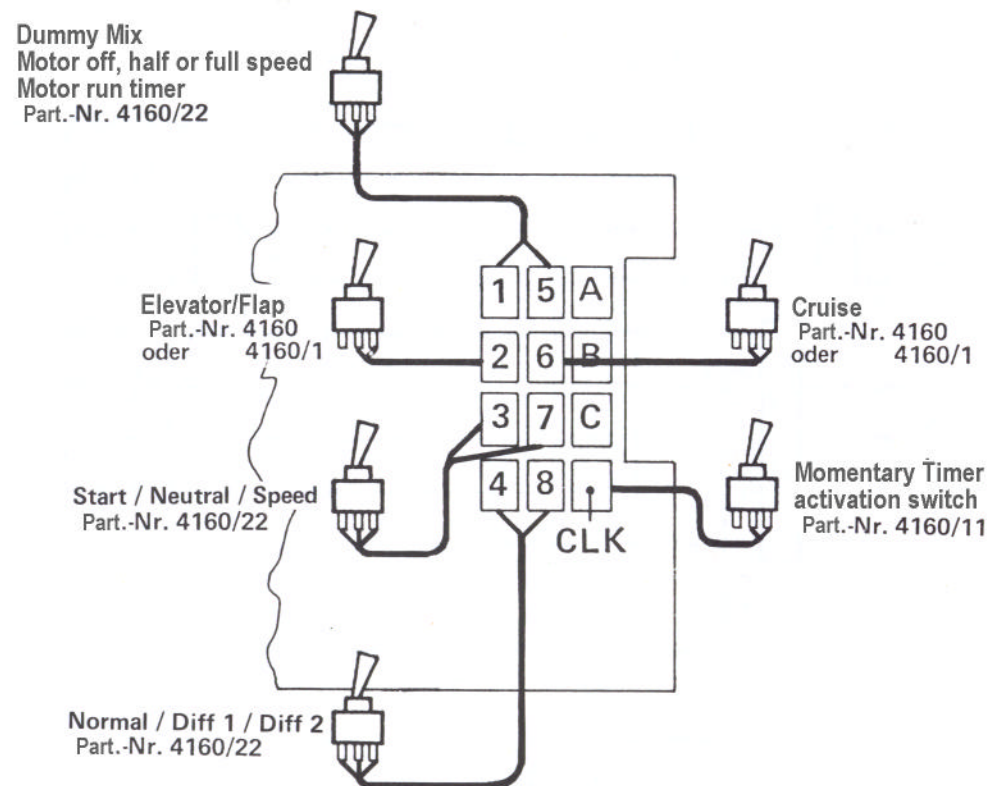 Dummy Mix
Motor off, half or full speed
Motor run timer
Part.-Nr. 4160/22
Elevator/Flap
Part.-Nr. 4160
oder 4160/1
Start / Neutral / Speed
Part.-Nr. 4160/22
Normal / Diff 1 / Diff 2
Part.-Nr. 4160/22
1 5 A
2 6 B
3 7 C
4 8
CLK
Cruise
Part.-Nr. 4160
oder 4160/1
Momentary Timer
activation switch
Part.-Nr. 4160/11